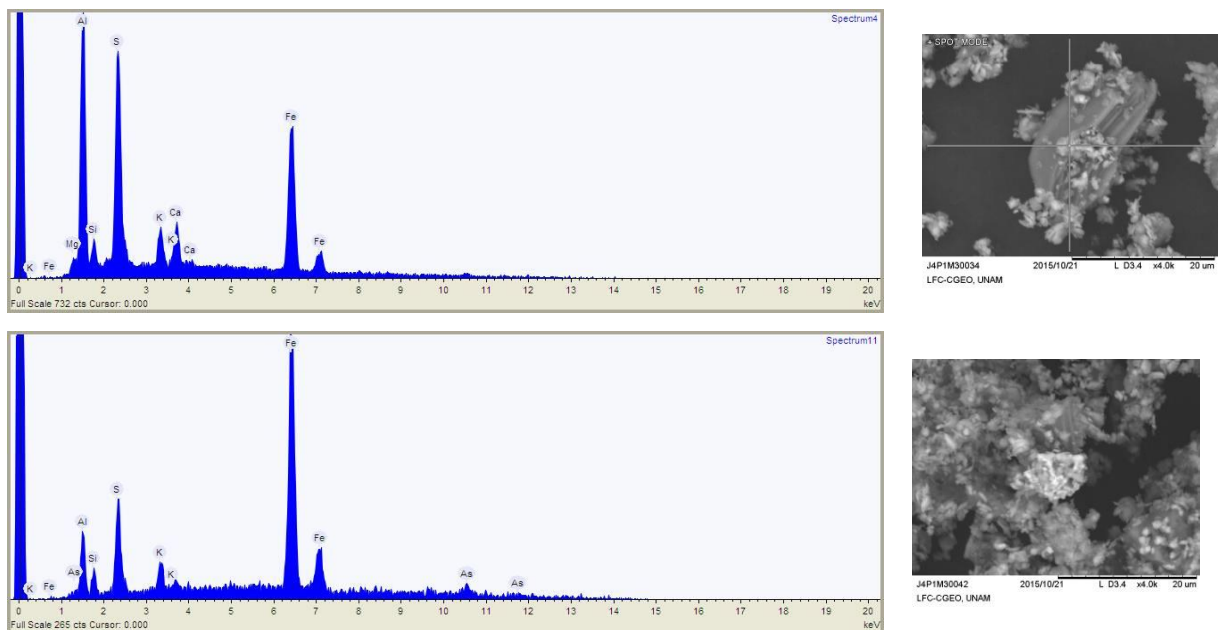 Spectrum4
Al
S
Fe
K
Ca
Si
K
Mg
Ca
Fe
K
Fe
0 1 2 3 4 5 6 7 8 9 10 11 12 13 14 15 16 17 18 19 20
Full Scale 732 cts Cursor: 0.000 keV
+ SPOT MODE
J4P1M30034 2015/10/21 L D3.4 x4.0k 20 um
LFC-CGEO, UNAM
Spectrum11
Fe
S
Al
Fe
K
Si
As
K
As
As
Fe
K
0 1 2 3 4 5 6 7 8 9 10 11 12 13 14 15 16 17 18 19 20
Full Scale 265 cts Cursor: 0.000 keV
J4P1M30042 2015/10/21 L D3.4 x4.0k 20 um
LFC-CGEO, UNAM